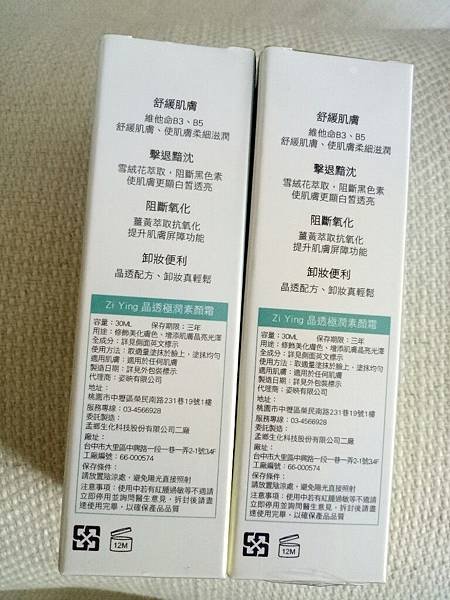 舒緩肌膚
維他命B3、B5
舒緩肌膚、使肌膚柔細滋潤
擊退黯沈
雪絨花萃取，阻斷黑色素
使肌膚更顯白皙透亮
阻斷氧化
薑黃萃取抗氧化
提升肌膚屏障功能
卸妝便利
晶透配方、卸妝真輕鬆
Zi Ying 晶透極潤素顏霜
容量：30ML 保存期限：三年
用途：修飾美化膚色、增添肌膚晶亮光澤
全成分：詳見側面英文標示
使用方法：取適量塗抹於臉上，塗抹均勻
適用肌膚：適用於任何肌膚
製造日期：詳見外包裝標示
代理商：姿映有限公司
地址：
桃園市中壢區榮民南路231巷19號1樓
服務專線：03-4566928
委託製造：
孟鄉生化科技股份有限公司二廠
廠址：
台中市大里區中興路一段一巷一弄2-1號3,4F
工廠編號：66-000574
保存條件：
請放置陰涼處，避免陽光直接照射
注意事項：使用中若有紅腫過敏等不適請
立即停用並詢問醫生意見，拆封後請盡
速使用完畢，以確保產品品質
12M
舒緩肌膚
維他命B3、B5
舒緩肌膚、使肌膚柔細滋潤
擊退黯沈
雪絨花萃取，阻斷黑色素
使肌膚更顯白皙透亮
阻斷氧化
薑黃萃取抗氧化
提升肌膚屏障功能
卸妝便利
晶透配方、卸妝真輕鬆
Zi Ying 晶透極潤素顏霜
容量：30ML 保存期限：三年
用途：修飾美化膚色、增添肌膚晶亮光澤
全成分：詳見側面英文標示
使用方法：取適量塗抹於臉上，塗抹均勻
適用肌膚：適用於任何肌膚
製造日期：詳見外包裝標示
代理商：姿映有限公司
地址：
桃園市中壢區榮民南路231巷19號1樓
服務專線：03-4566928
委託製造：
孟鄉生化科技股份有限公司二廠
廠址：
台中市大里區中興路一段一巷一弄2-1號3,4F
工廠編號：66-000574
保存條件：
請放置陰涼處，避免陽光直接照射
注意事項：使用中若有紅腫過敏等不適請
立即停用並詢問醫生意見，拆封後請盡
速使用完畢，以確保產品品質
12M